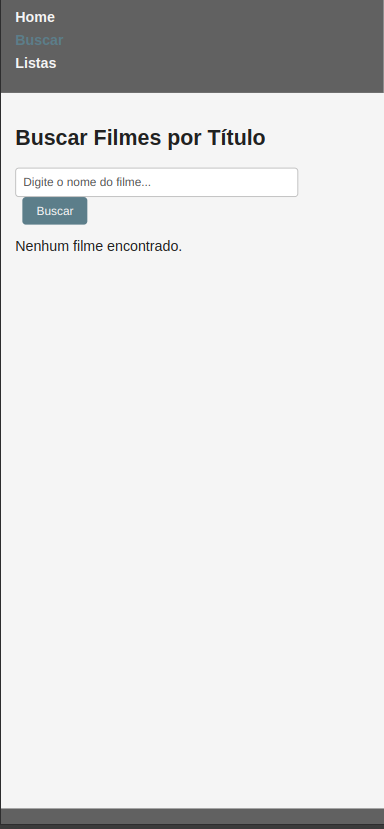 Home
Buscar
Listas
Buscar Filmes por Título
Digite o nome do filme...
Buscar
Nenhum filme encontrado.